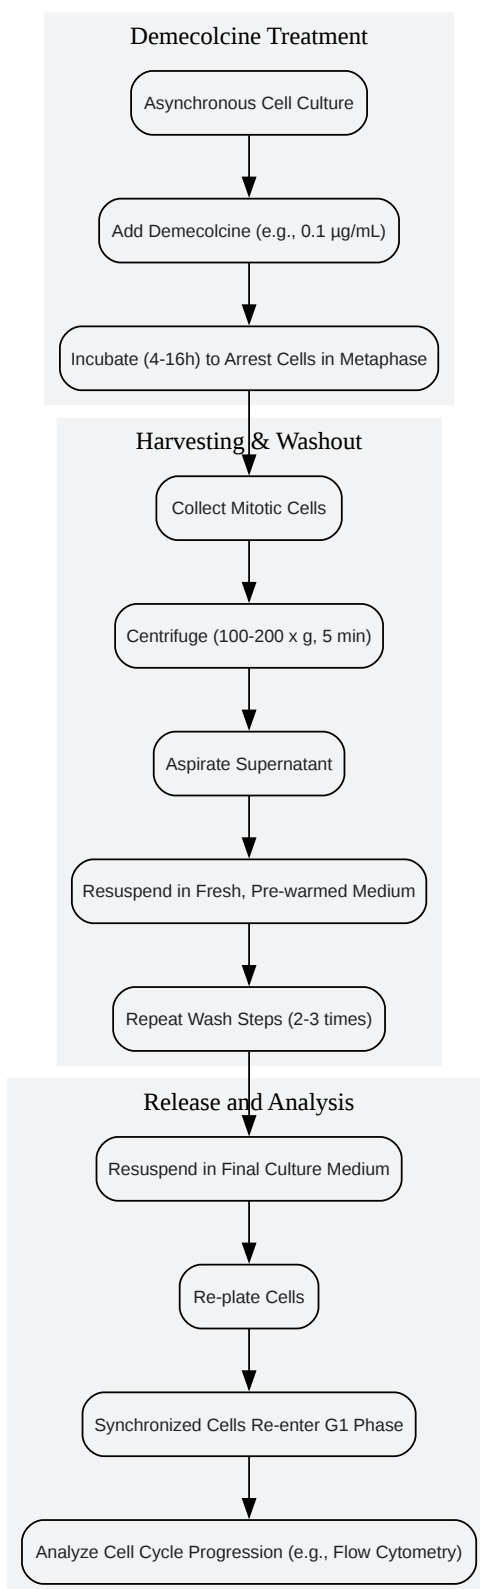 Demecolcine Treatment
Asynchronous Cell Culture
Add Demecolcine (e.g., 0.1 µg/mL)
Incubate (4-16h) to Arrest Cells in Metaphase
Harvesting & Washout
Collect Mitotic Cells
Centrifuge (100-200 x g, 5 min)
Aspirate Supernatant
Resuspend in Fresh, Pre-warmed Medium
Repeat Wash Steps (2-3 times)
Release and Analysis
Resuspend in Final Culture Medium
Re-plate Cells
Synchronized Cells Re-enter G1 Phase
Analyze Cell Cycle Progression (e.g., Flow Cytometry)